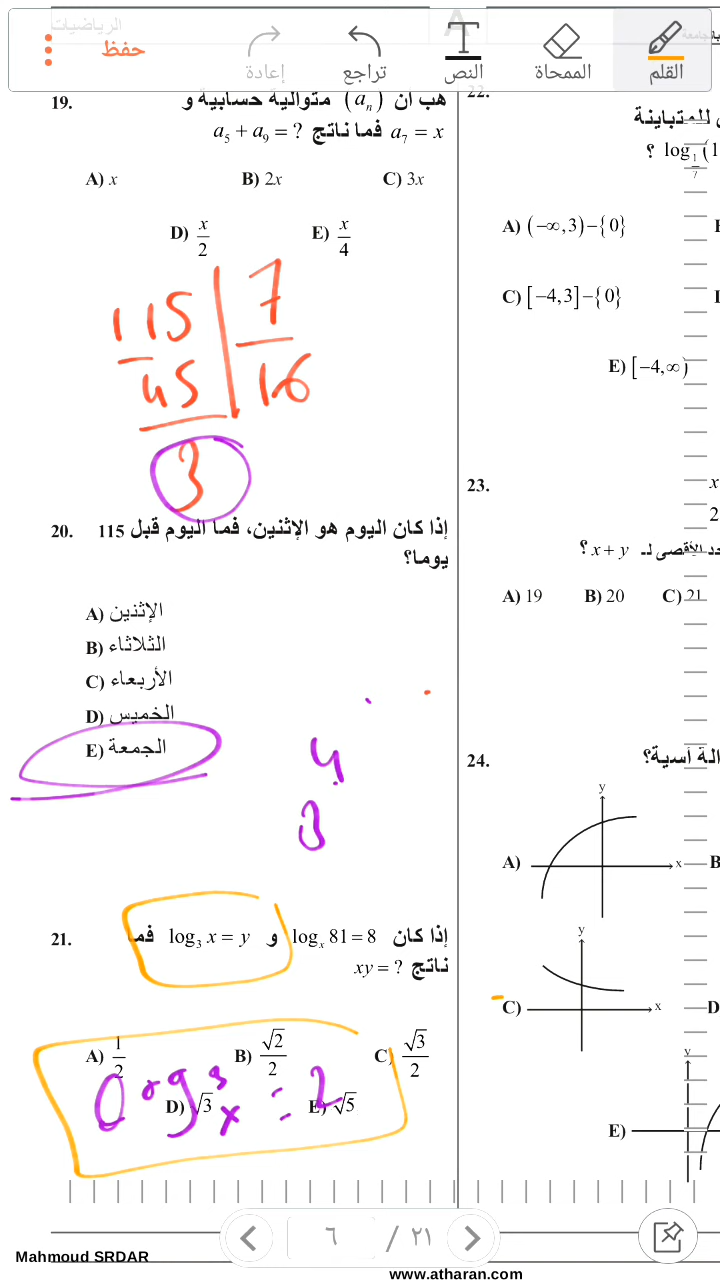 الرياضيات
حفظ
إعادة
تراجع
النص
الممحاة
القلم
19. هب أن (aₙ) متوالية حسابية و
a₇ = x فما ناتج a₅ + a₉ = ?
A) x B) 2x C) 3x
D) x/2 E) x/4
115 | 7
45 | 16
3
20. إذا كان اليوم هو الإثنين، فما اليوم قبل 115
يوما؟
A) الإثنين
B) الثلاثاء
C) الأربعاء
D) الخميس
E) الجمعة
4
3
21. إذا كان logₓ 81 = 8 و log₃ x = y فما
ناتج xy = ?
A) 1/2 B) √2/2 C) √3/2
D) √3 E) √5
22.
للمتباينة
؟
A) (−∞,3)−{0}
C) [−4,3]−{0}
E) [−4,∞)
23.
x
2
الأقصى لـ x + y ؟
A) 19 B) 20 C) 21
24.
الة أسية؟
A) y x B
C) y x D
E) y
٦ / ٢١
Mahmoud SRDAR
www.atharan.com